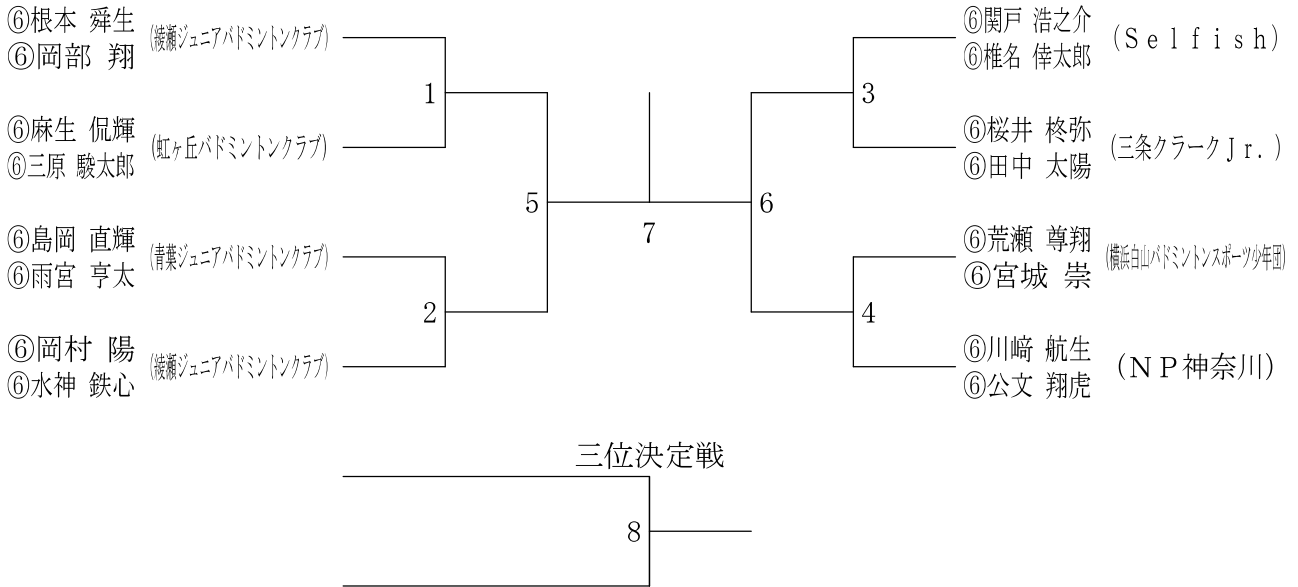 ⑥根本 舜生
⑥岡部 翔
(綾瀬ジュニアバドミントンクラブ)
1
⑥麻生 侃輝
⑥三原 駿太郎
(虹ヶ丘バドミントンクラブ)
5
⑥島岡 直輝
⑥雨宮 亨太
(青葉ジュニアバドミントンクラブ)
2
⑥岡村 陽
⑥水神 鉄心
(綾瀬ジュニアバドミントンクラブ)
7
⑥関戸 浩之介
⑥椎名 倖太郎
(Selfish)
3
⑥桜井 柊弥
⑥田中 太陽
(三条クラークJr.)
6
⑥荒瀬 尊翔
⑥宮城 崇
(横浜白山バドミントンスポーツ少年団)
4
⑥川﨑 航生
⑥公文 翔虎
(NP神奈川)
三位決定戦
8